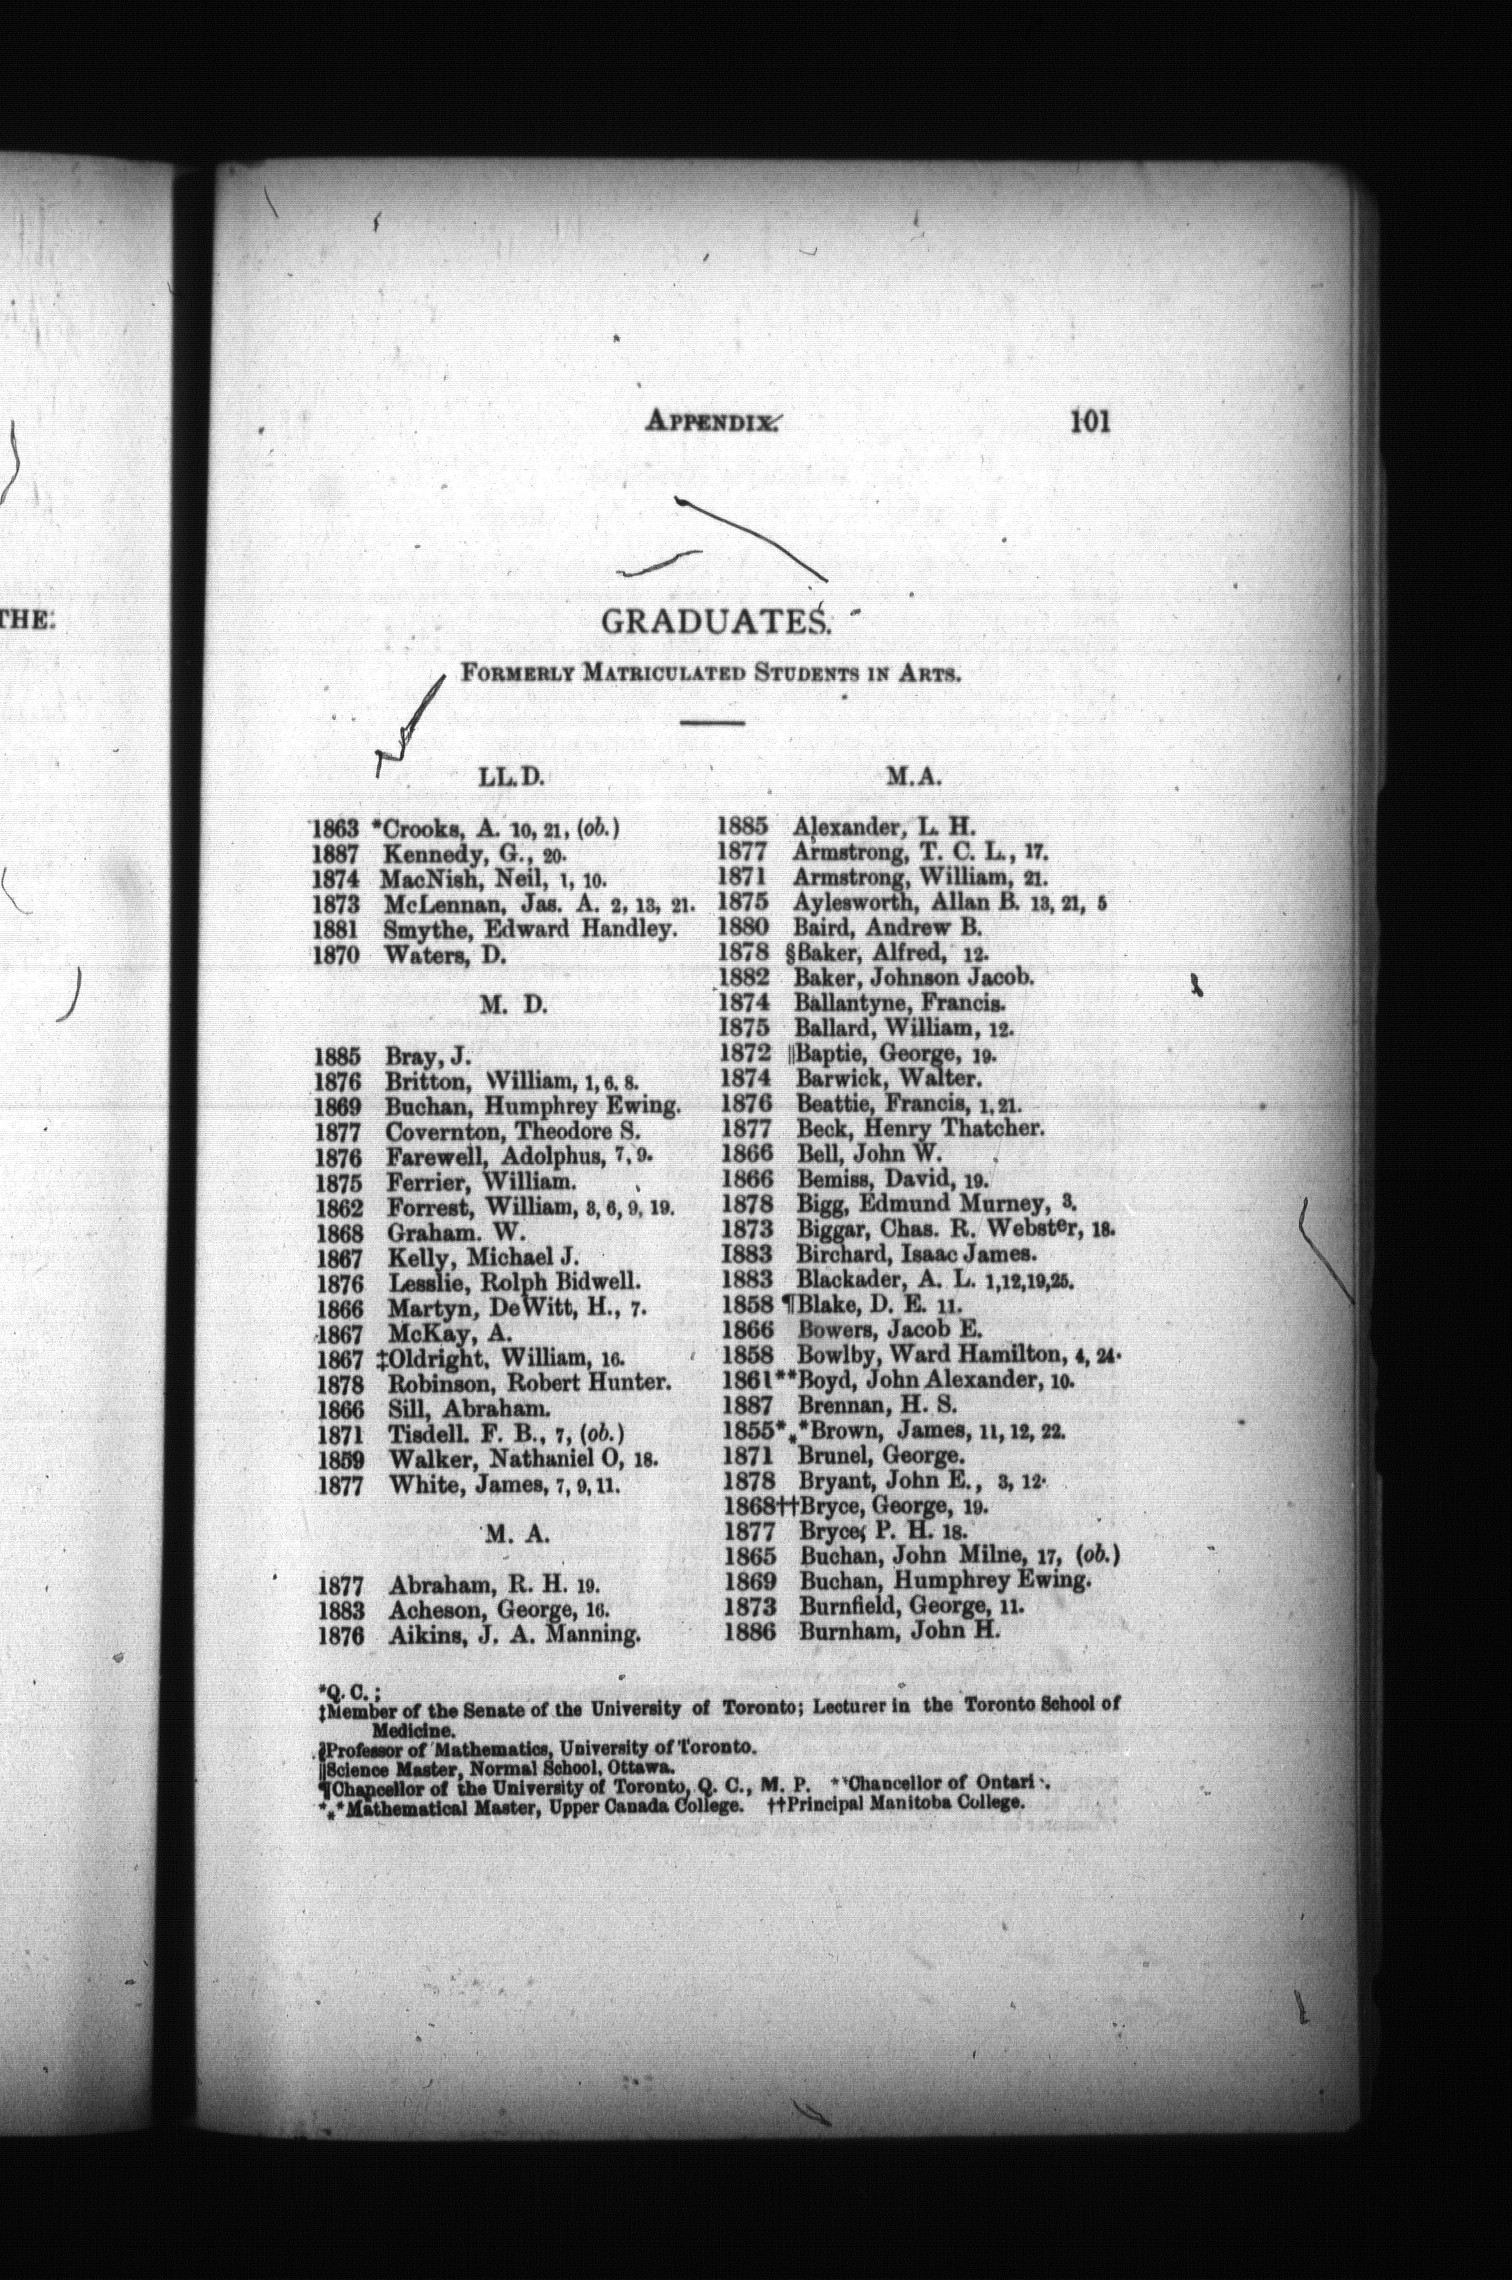 THE:
APPENDIX.
101
GRADUATES.
FORMERLY MATRICULATED STUDENTS IN ARTS.
LL.D.
1863 *Crooks, A. 10, 21, (ob.)
1887 Kennedy, G., 20.
1874 MacNish, Neil, 1, 10.
1873 McLennan, Jas. A. 2, 13, 21.
1881 Smythe, Edward Handley.
1870 Waters, D.
M. D.
1885 Bray, J.
1876 Britton, William, 1, 6. 8.
1869 Buchan, Humphrey Ewing.
1877 Covernton, Theodore S.
1876 Farewell, Adolphus, 7, 9.
1875 Ferrier, William.
1862 Forrest, William, 3, 6, 9, 19.
1868 Graham. W.
1867 Kelly, Michael J.
1876 Lesslie, Rolph Bidwell.
1866 Martyn, DeWitt, H., 7.
1867 McKay, A.
1867 ‡Oldright, William, 16.
1878 Robinson, Robert Hunter.
1866 Sill, Abraham.
1871 Tisdell. F. B., 7, (ob.)
1859 Walker, Nathaniel O, 18.
1877 White, James, 7, 9, 11.
M. A.
1877 Abraham, R. H. 19.
1883 Acheson, George, 16.
1876 Aikins, J. A. Manning.
M.A.
1885 Alexander, L. H.
1877 Armstrong, T. C. L., 17.
1871 Armstrong, William, 21.
1875 Aylesworth, Allan B. 13, 21, 5
1880 Baird, Andrew B.
1878 §Baker, Alfred, 12.
1882 Baker, Johnson Jacob.
1874 Ballantyne, Francis.
1875 Ballard, William, 12.
1872 ||Baptie, George, 19.
1874 Barwick, Walter.
1876 Beattie, Francis, 1, 21.
1877 Beck, Henry Thatcher.
1866 Bell, John W.
1866 Bemiss, David, 19.
1878 Bigg, Edmund Murney, 3.
1873 Biggar, Chas. R. Webster, 18.
1883 Birchard, Isaac James.
1883 Blackader, A. L. 1,12,19,25.
1858 ¶Blake, D. E. 11.
1866 Bowers, Jacob E.
1858 Bowlby, Ward Hamilton, 4, 24.
1861**Boyd, John Alexander, 10.
1887 Brennan, H. S.
1855*⁎*Brown, James, 11, 12, 22.
1871 Brunel, George.
1878 Bryant, John E., 3, 12.
1868††Bryce, George, 19.
1877 Bryce, P. H. 18.
1865 Buchan, John Milne, 17, (ob.)
1869 Buchan, Humphrey Ewing.
1873 Burnfield, George, 11.
1886 Burnham, John H.
*Q. C.;
‡Member of the Senate of the University of Toronto; Lecturer in the Toronto School of
Medicine.
§Professor of Mathematics, University of Toronto.
||Science Master, Normal School, Ottawa.
¶Chancellor of the University of Toronto, Q. C., M. P. **Chancellor of Ontari
*⁎*Mathematical Master, Upper Canada College. ††Principal Manitoba College.